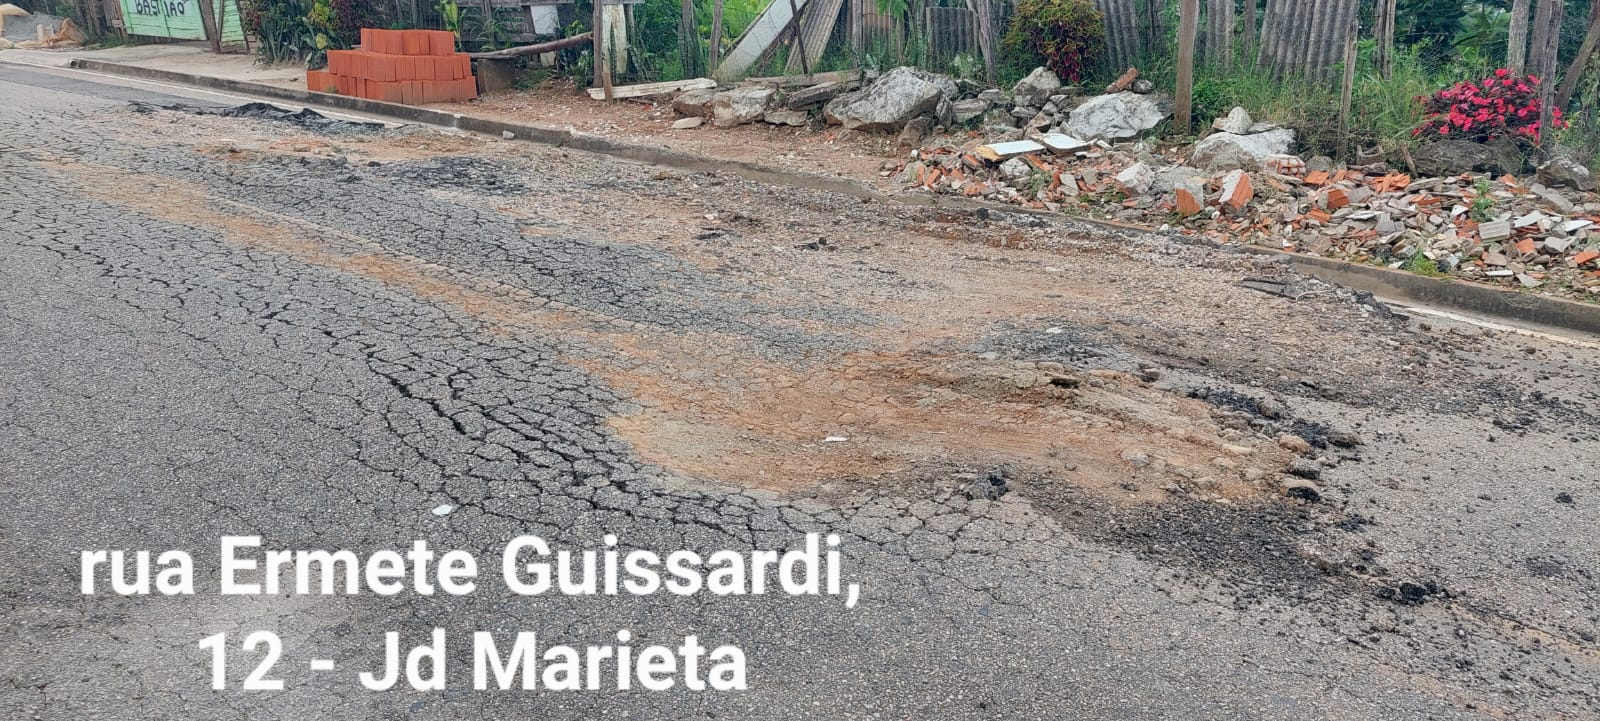 rua Ermete Guissardi,
12 - Jd Marieta